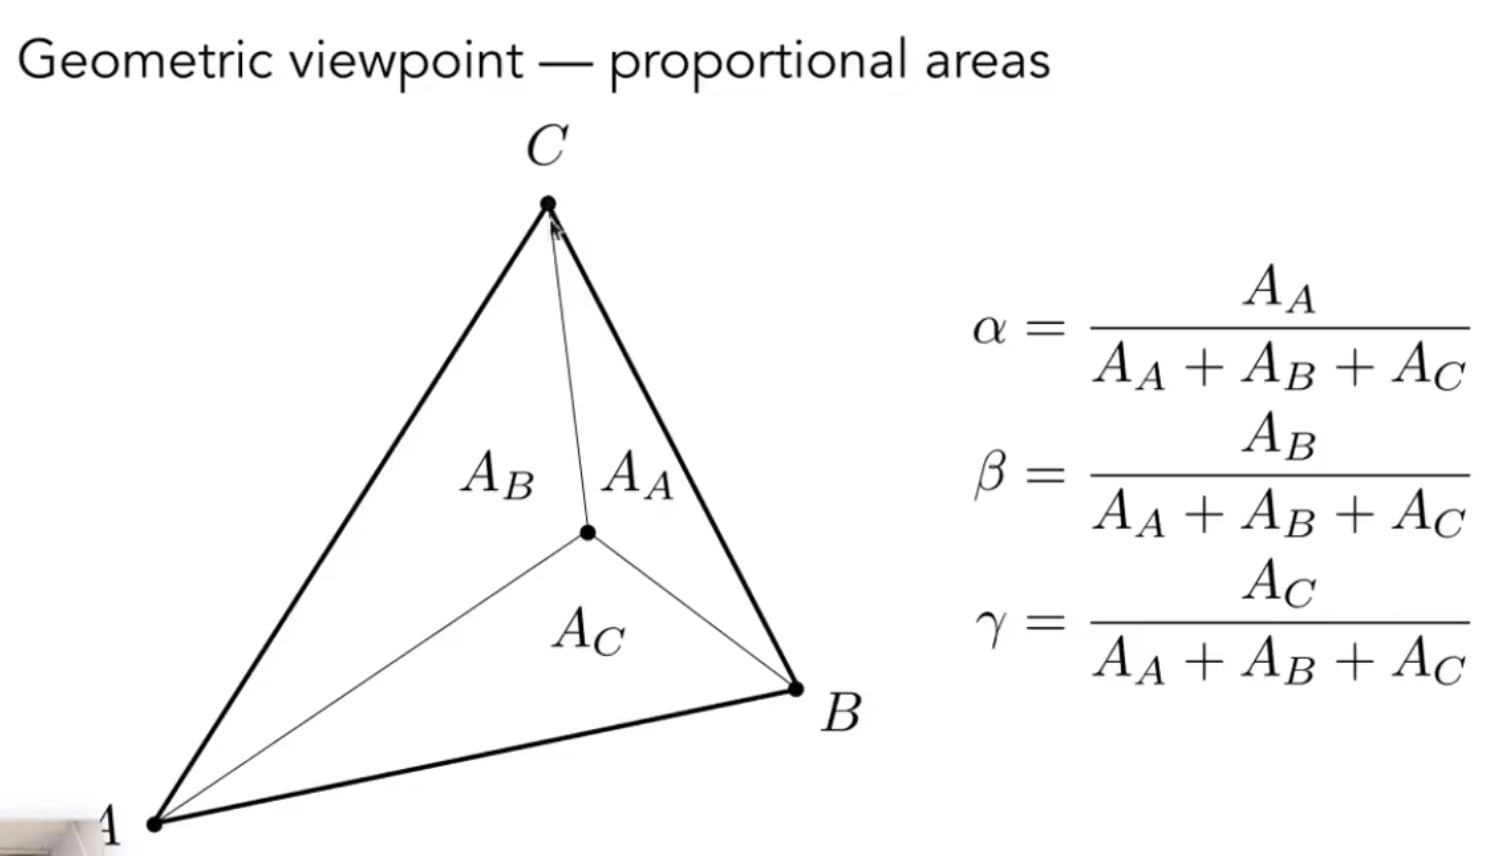 Geometric viewpoint — proportional areas
C
A_B A_A
A_C
B
A
α = A_A / (A_A + A_B + A_C)
β = A_B / (A_A + A_B + A_C)
γ = A_C / (A_A + A_B + A_C)